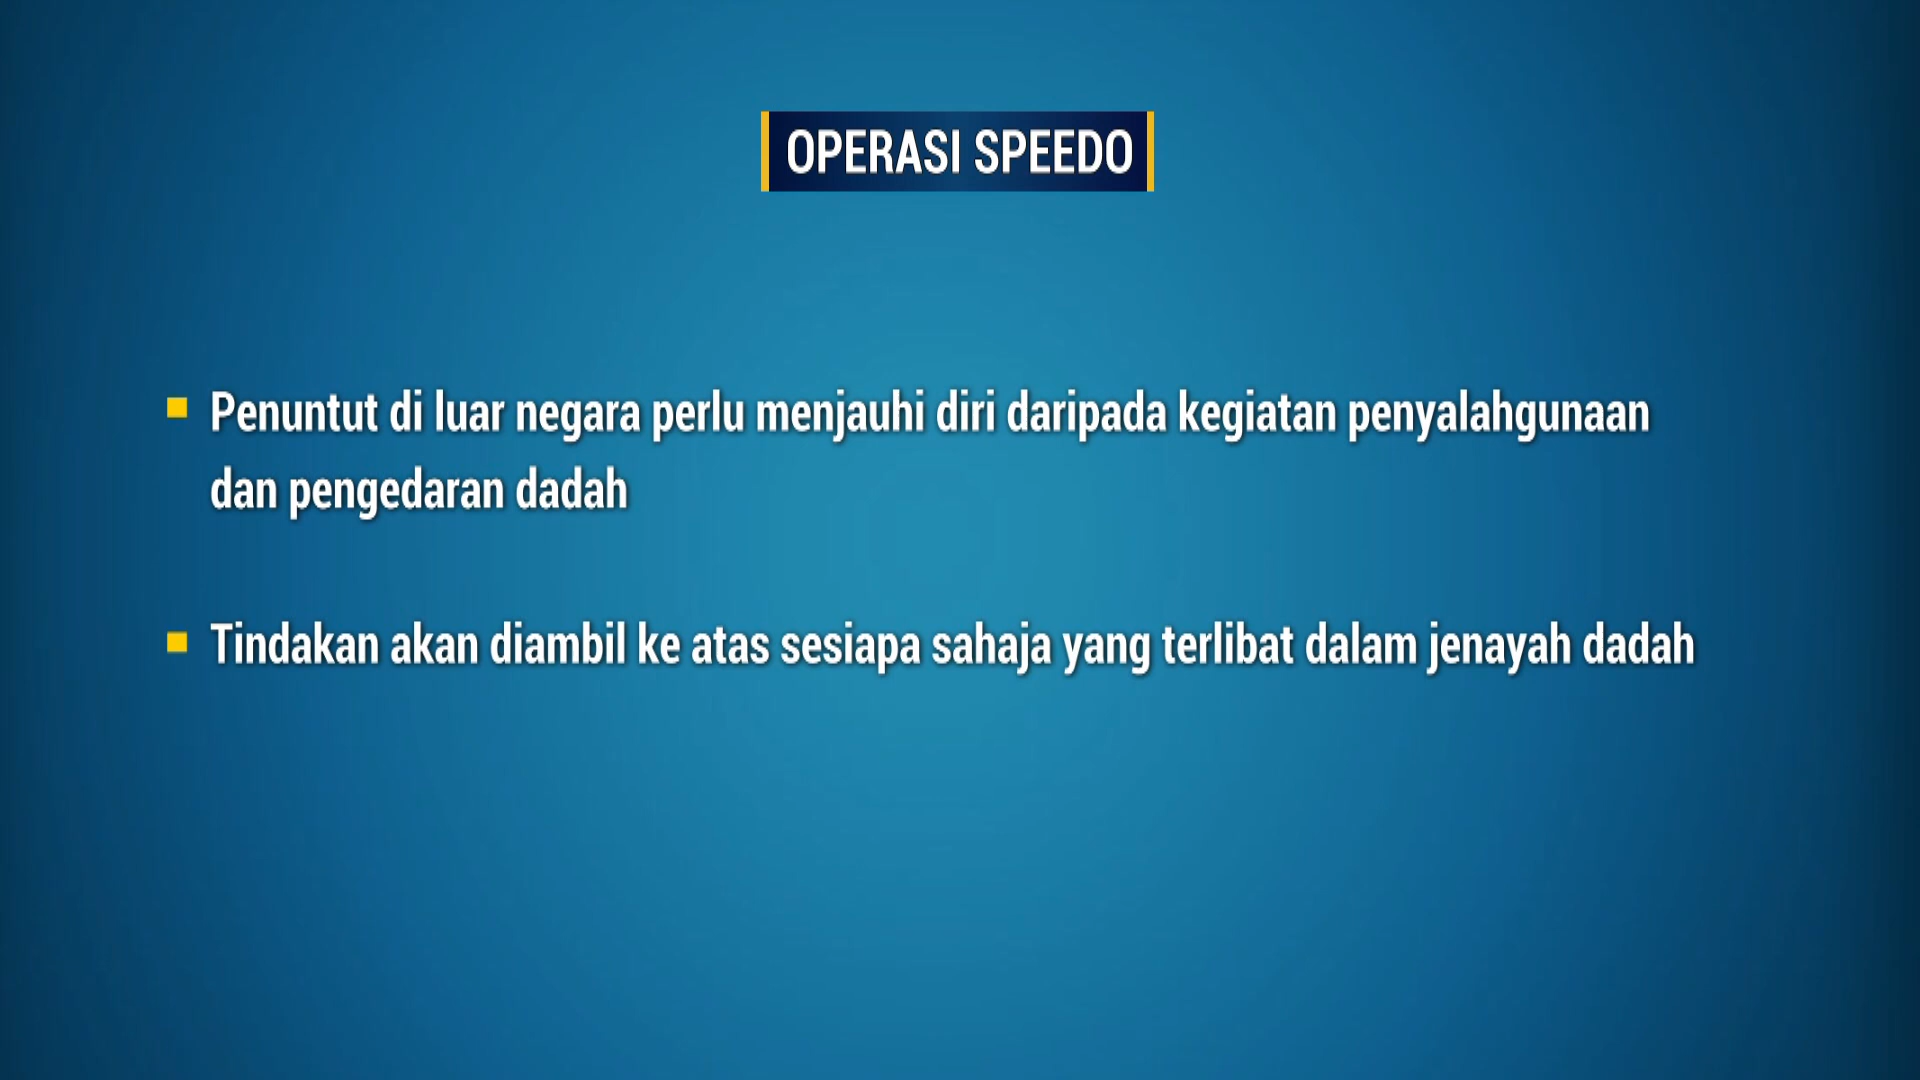 OPERASI SPEEDO
Penuntut di luar negara perlu menjauhi diri daripada kegiatan penyalahgunaan
dan pengedaran dadah
Tindakan akan diambil ke atas sesiapa sahaja yang terlibat dalam jenayah dadah